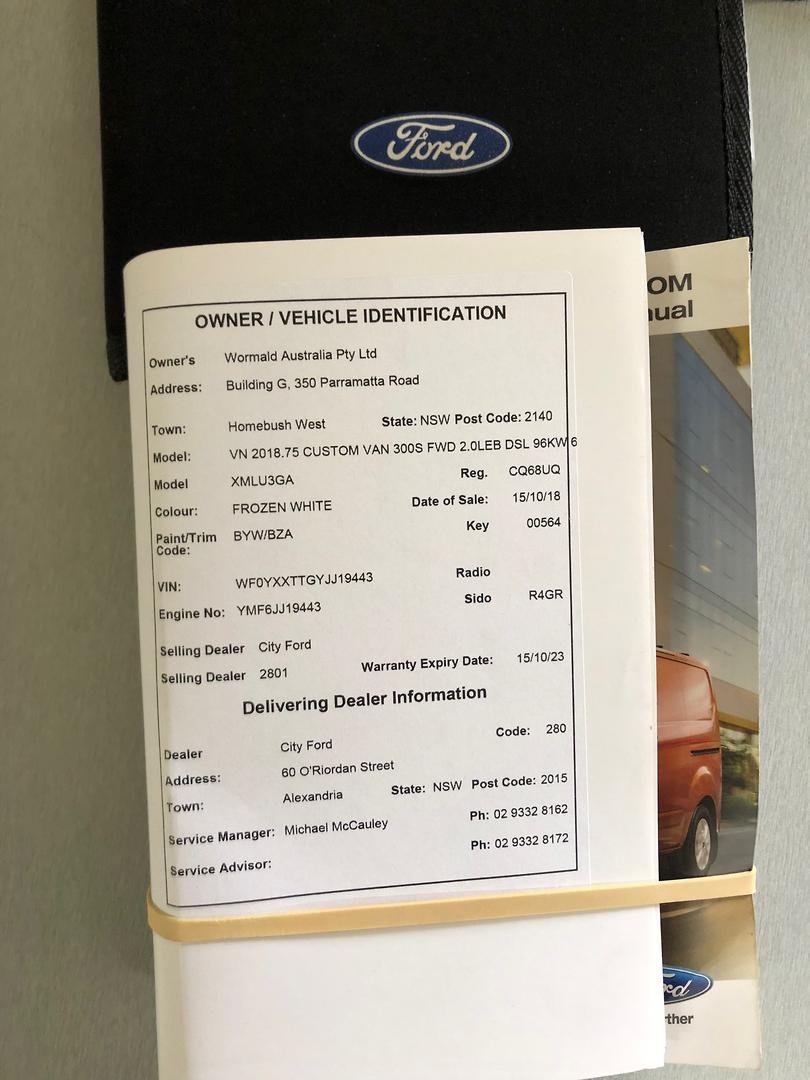 Ford
OM
ual
OWNER / VEHICLE IDENTIFICATION
Owner's Wormald Australia Pty Ltd
Address: Building G, 350 Parramatta Road
Town: Homebush West State: NSW Post Code: 2140
Model: VN 2018.75 CUSTOM VAN 300S FWD 2.0LEB DSL 96KW 6
Model XMLU3GA Reg. CQ68UQ
Colour: FROZEN WHITE Date of Sale: 15/10/18
Paint/Trim Code: BYW/BZA Key 00564
VIN: WF0YXXTTGYJJ19443 Radio
Engine No: YMF6JJ19443 Sido R4GR
Selling Dealer City Ford
Selling Dealer 2801 Warranty Expiry Date: 15/10/23
Delivering Dealer Information
Dealer City Ford Code: 280
Address: 60 O'Riordan Street
Town: Alexandria State: NSW Post Code: 2015
Service Manager: Michael McCauley Ph: 02 9332 8162
Service Advisor: Ph: 02 9332 8172
rd
rther